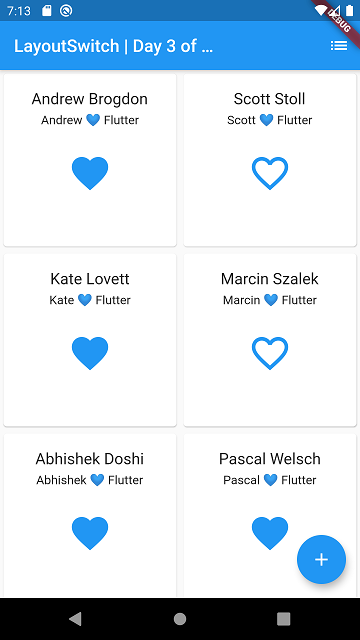 7:13
DEBUG
LayoutSwitch | Day 3 of ...
Andrew Brogdon
Andrew 💙 Flutter
Scott Stoll
Scott 💙 Flutter
Kate Lovett
Kate 💙 Flutter
Marcin Szalek
Marcin 💙 Flutter
Abhishek Doshi
Abhishek 💙 Flutter
Pascal Welsch
Pascal 💙 Flutter